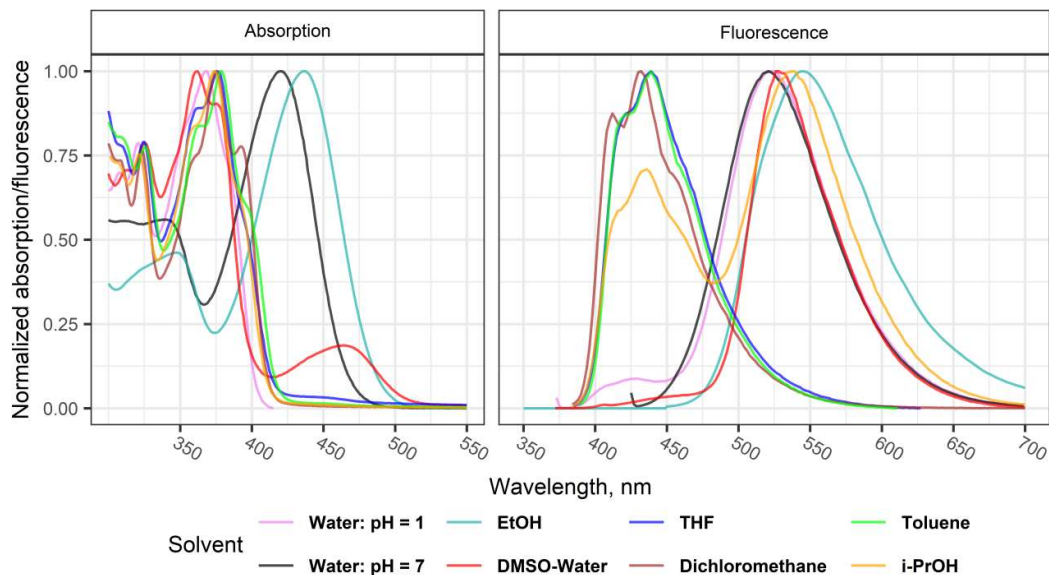 Absorption
Fluorescence
Normalized absorption/fluorescence
1.00
0.75
0.50
0.25
0.00
350
400
450
500
550
350
400
450
500
550
600
650
700
Wavelength, nm
Solvent
Water: pH = 1
EtOH
THF
Toluene
Water: pH = 7
DMSO-Water
Dichloromethane
i-PrOH